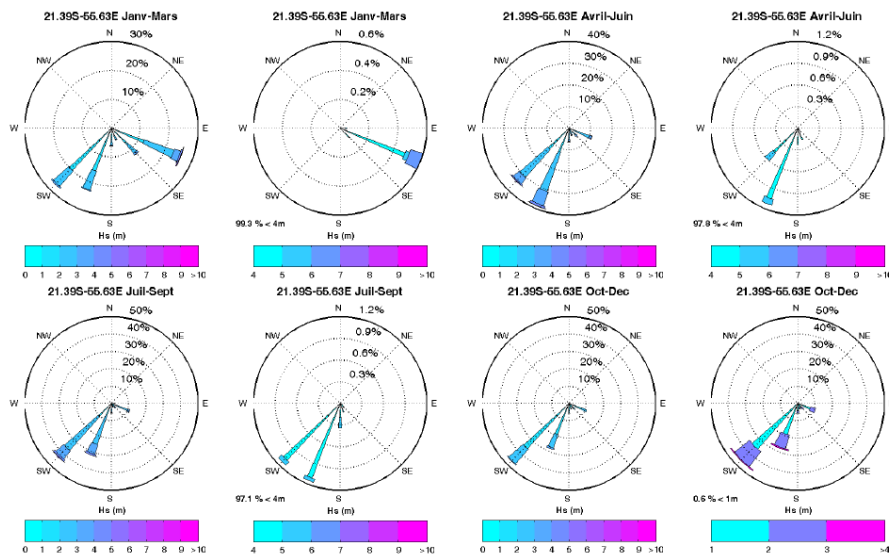 21.39S-55.63E Janv-Mars
N
30%
20%
10%
NW
NE
W
E
SW
SE
S
Hs (m)
0 1 2 3 4 5 6 7 8 9 >10
21.39S-55.63E Janv-Mars
N
0.6%
0.4%
0.2%
NW
NE
W
E
SW
SE
S
99.3 % < 4m
Hs (m)
4 5 6 7 8 9 >10
21.39S-55.63E Avril-Juin
N
40%
30%
20%
10%
NW
NE
W
E
SW
SE
S
Hs (m)
0 1 2 3 4 5 6 7 8 9 >10
21.39S-55.63E Avril-Juin
N
1.2%
0.9%
0.6%
0.3%
NW
NE
W
E
SW
SE
S
97.8 % < 4m
Hs (m)
4 5 6 7 8 9 >10
21.39S-55.63E Juil-Sept
N
50%
40%
30%
20%
10%
NW
NE
W
E
SW
SE
S
Hs (m)
0 1 2 3 4 5 6 7 8 9 >10
21.39S-55.63E Juil-Sept
N
1.2%
0.9%
0.6%
0.3%
NW
NE
W
E
SW
SE
S
97.1 % < 4m
Hs (m)
4 5 6 7 8 9 >10
21.39S-55.63E Oct-Dec
N
50%
40%
30%
20%
10%
NW
NE
W
E
SW
SE
S
Hs (m)
0 1 2 3 4 5 6 7 8 9 >10
21.39S-55.63E Oct-Dec
N
50%
40%
30%
20%
10%
NW
NE
W
E
SW
SE
S
0.6 % < 1m
Hs (m)
1 2 3 >4